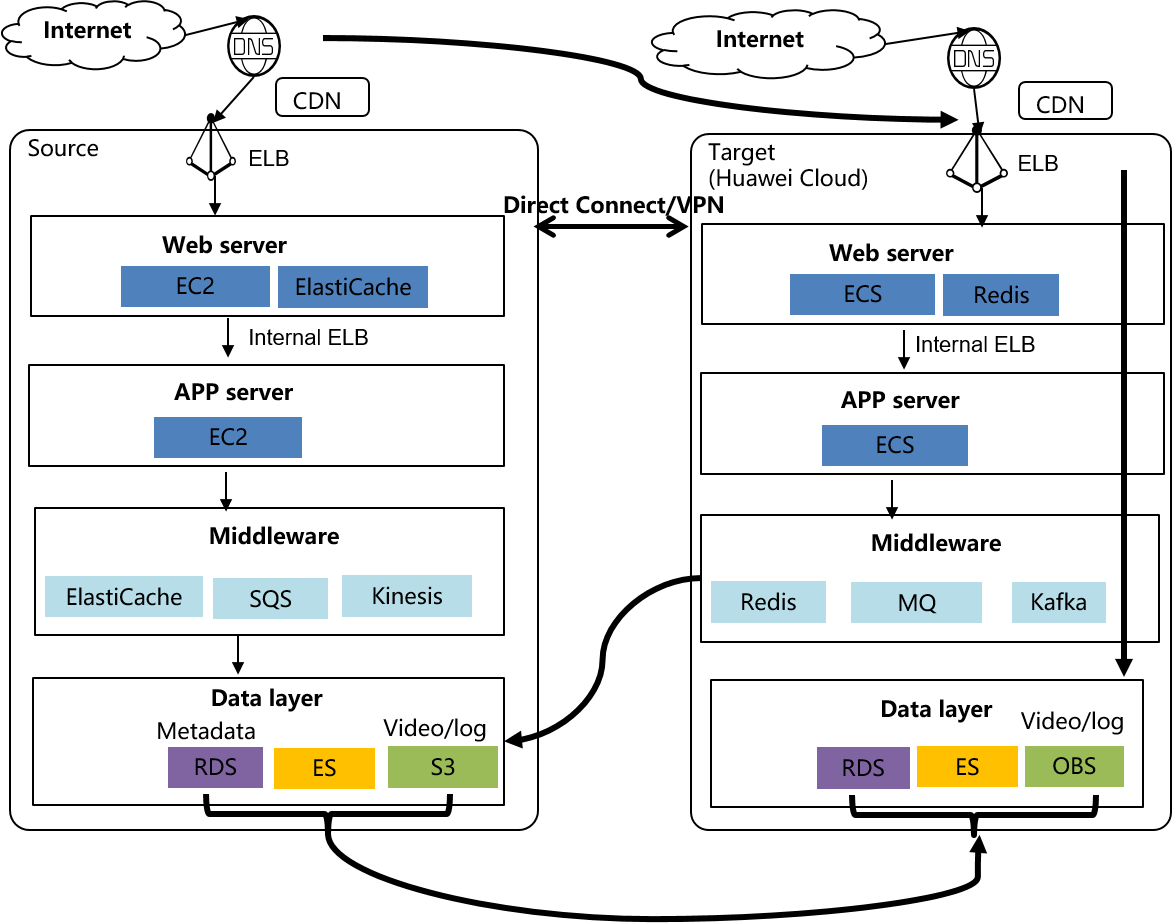 Internet
DNS
CDN
Source
ELB
Web server
EC2
ElastiCache
Internal ELB
APP server
EC2
Middleware
ElastiCache
SQS
Kinesis
Data layer
Metadata
Video/log
RDS
ES
S3
Direct Connect/VPN
Internet
DNS
CDN
Target
(Huawei Cloud)
ELB
Web server
ECS
Redis
Internal ELB
APP server
ECS
Middleware
Redis
MQ
Kafka
Data layer
Video/log
RDS
ES
OBS